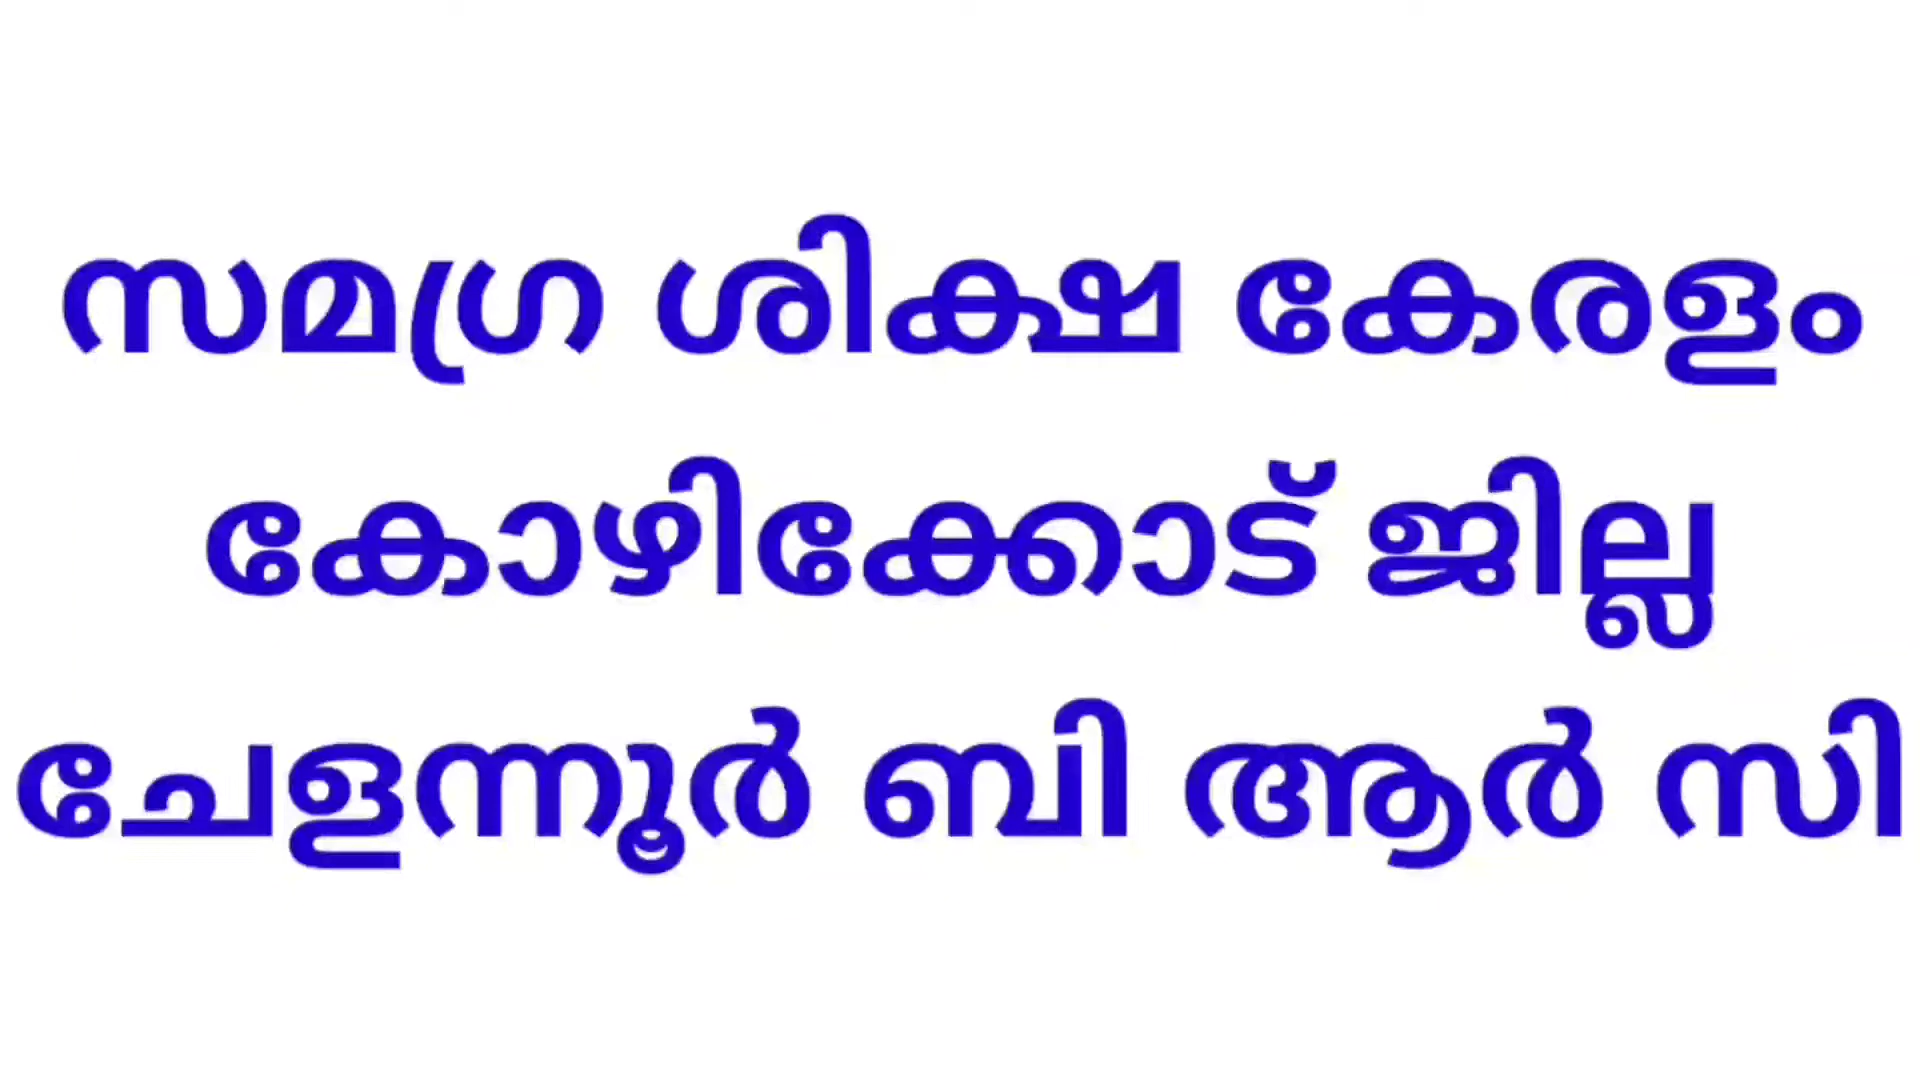 സമഗ്ര ശിക്ഷ കേരളം
കോഴിക്കോട് ജില്ല
ചേളന്നൂർ ബി ആർ സി